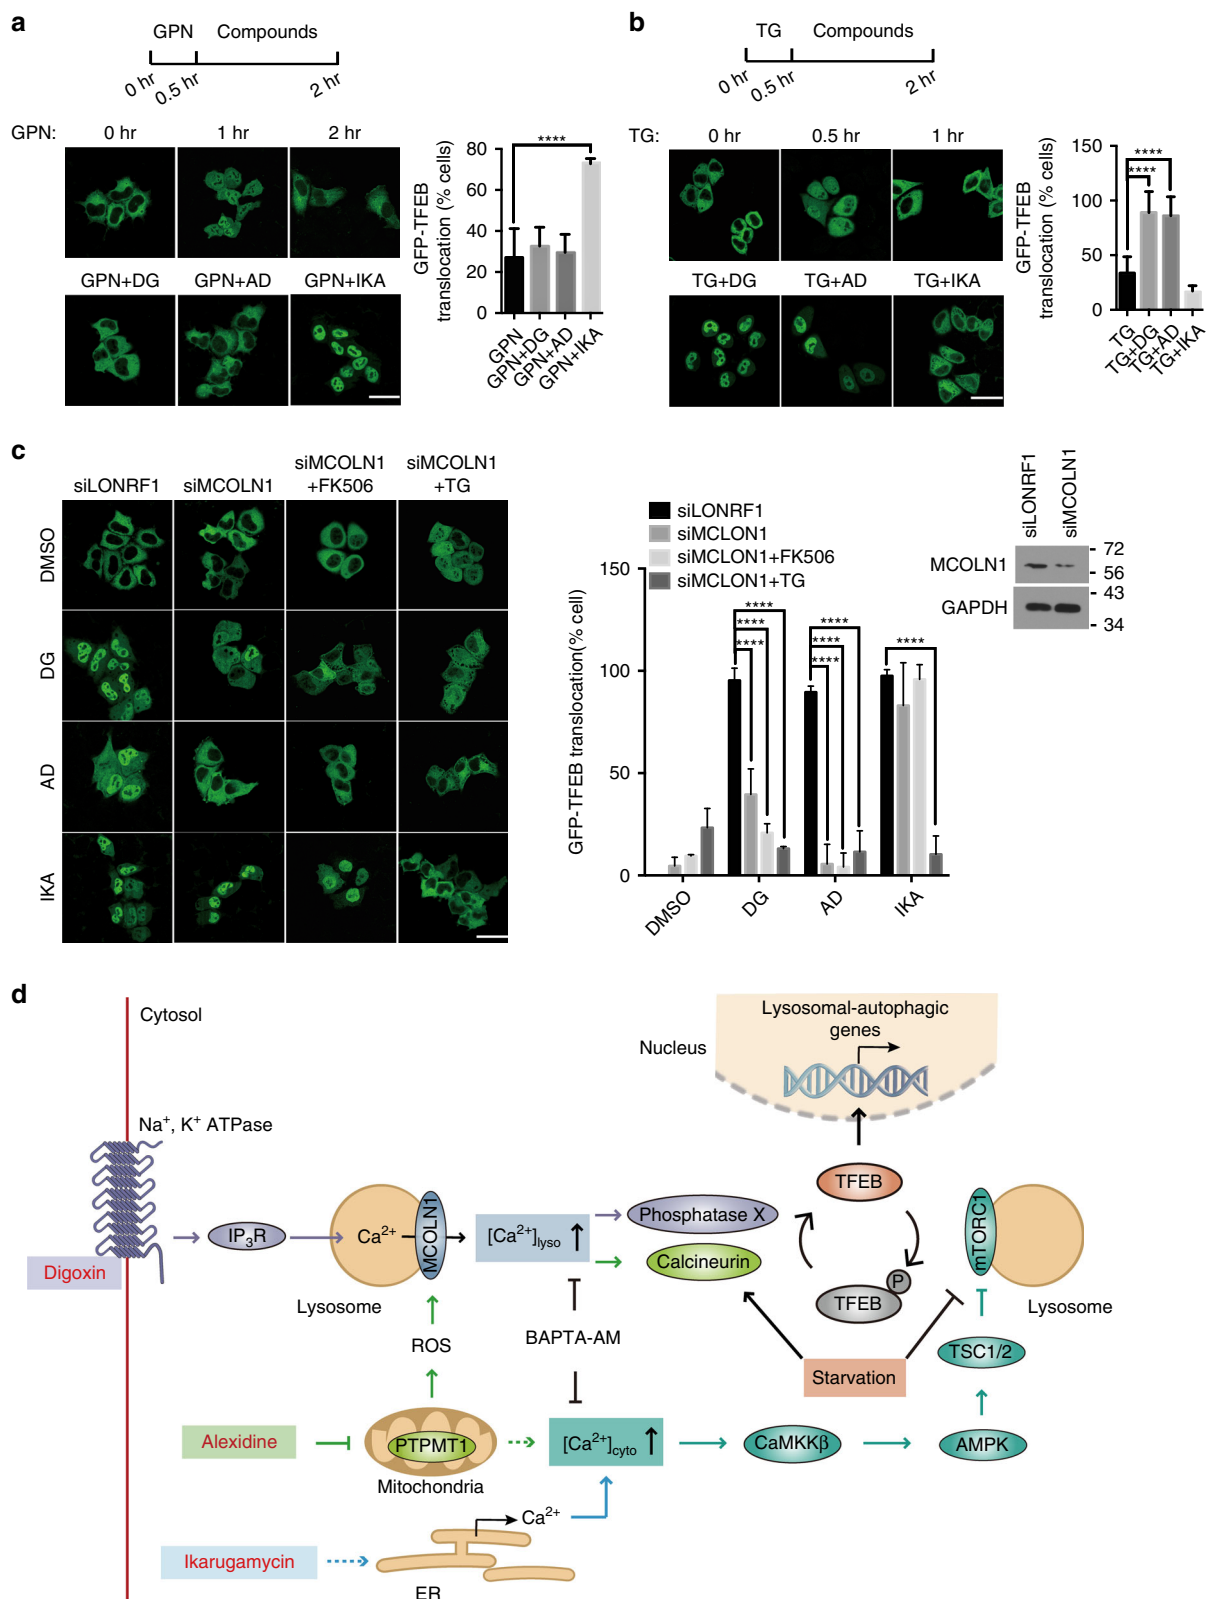 a
GPN Compounds
0 hr 0.5 hr 2 hr
GPN: 0 hr 1 hr 2 hr
GPN+DG GPN+AD GPN+IKA
GFP-TFEB
translocation (% cells)
80
60
40
20
0
****
GPN
GPN+DG
GPN+AD
GPN+IKA
b
TG Compounds
0 hr 0.5 hr 2 hr
TG: 0 hr 0.5 hr 1 hr
TG+DG TG+AD TG+IKA
GFP-TFEB
translocation (% cells)
150
100
50
0
****
****
TG
TG+DG
TG+AD
TG+IKA
c
siLONRF1 siMCOLN1 siMCOLN1
+FK506 siMCOLN1
+TG
DMSO
DG
AD
IKA
siLONRF1
siMCLON1
siMCLON1+FK506
siMCLON1+TG
GFP-TFEB translocation(% cell)
150
100
50
0
****
****
****
****
****
****
****
DMSO
DG
AD
IKA
siLONRF1
siMCOLN1
MCOLN1
GAPDH
- 72
- 56
- 43
- 34
d
Cytosol
Na⁺, K⁺ ATPase
Digoxin
IP₃R
Ca²⁺
MCOLN1
Lysosome
[Ca²⁺]lyso
Phosphatase X
Calcineurin
Nucleus
Lysosomal-autophagic
genes
TFEB
P
TFEB
mTORC1
Lysosome
ROS
BAPTA-AM
Starvation
TSC1/2
Alexidine
PTPMT1
Mitochondria
[Ca²⁺]cyto
CaMKKβ
AMPK
Ca²⁺
Ikarugamycin
ER